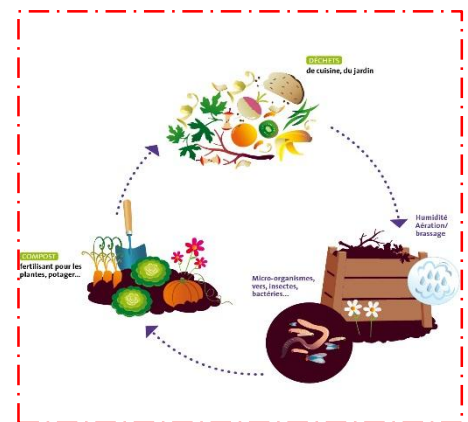 DÉCHETS
de cuisine, du jardin
Humidité
Aération/
brassage
Micro-organismes,
vers, insectes,
bactéries...
COMPOST
fertilisant pour les
plantes, potager...